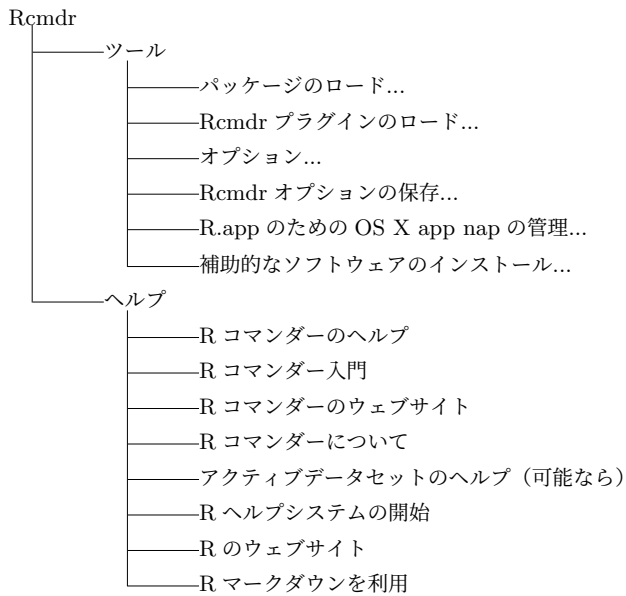 Rcmdr
ツール
パッケージのロード...
Rcmdr プラグインのロード...
オプション...
Rcmdr オプションの保存...
R.app のための OS X app nap の管理...
補助的なソフトウェアのインストール...
ヘルプ
R コマンダーのヘルプ
R コマンダー入門
R コマンダーのウェブサイト
R コマンダーについて
アクティブデータセットのヘルプ（可能なら）
R ヘルプシステムの開始
R のウェブサイト
R マークダウンを利用